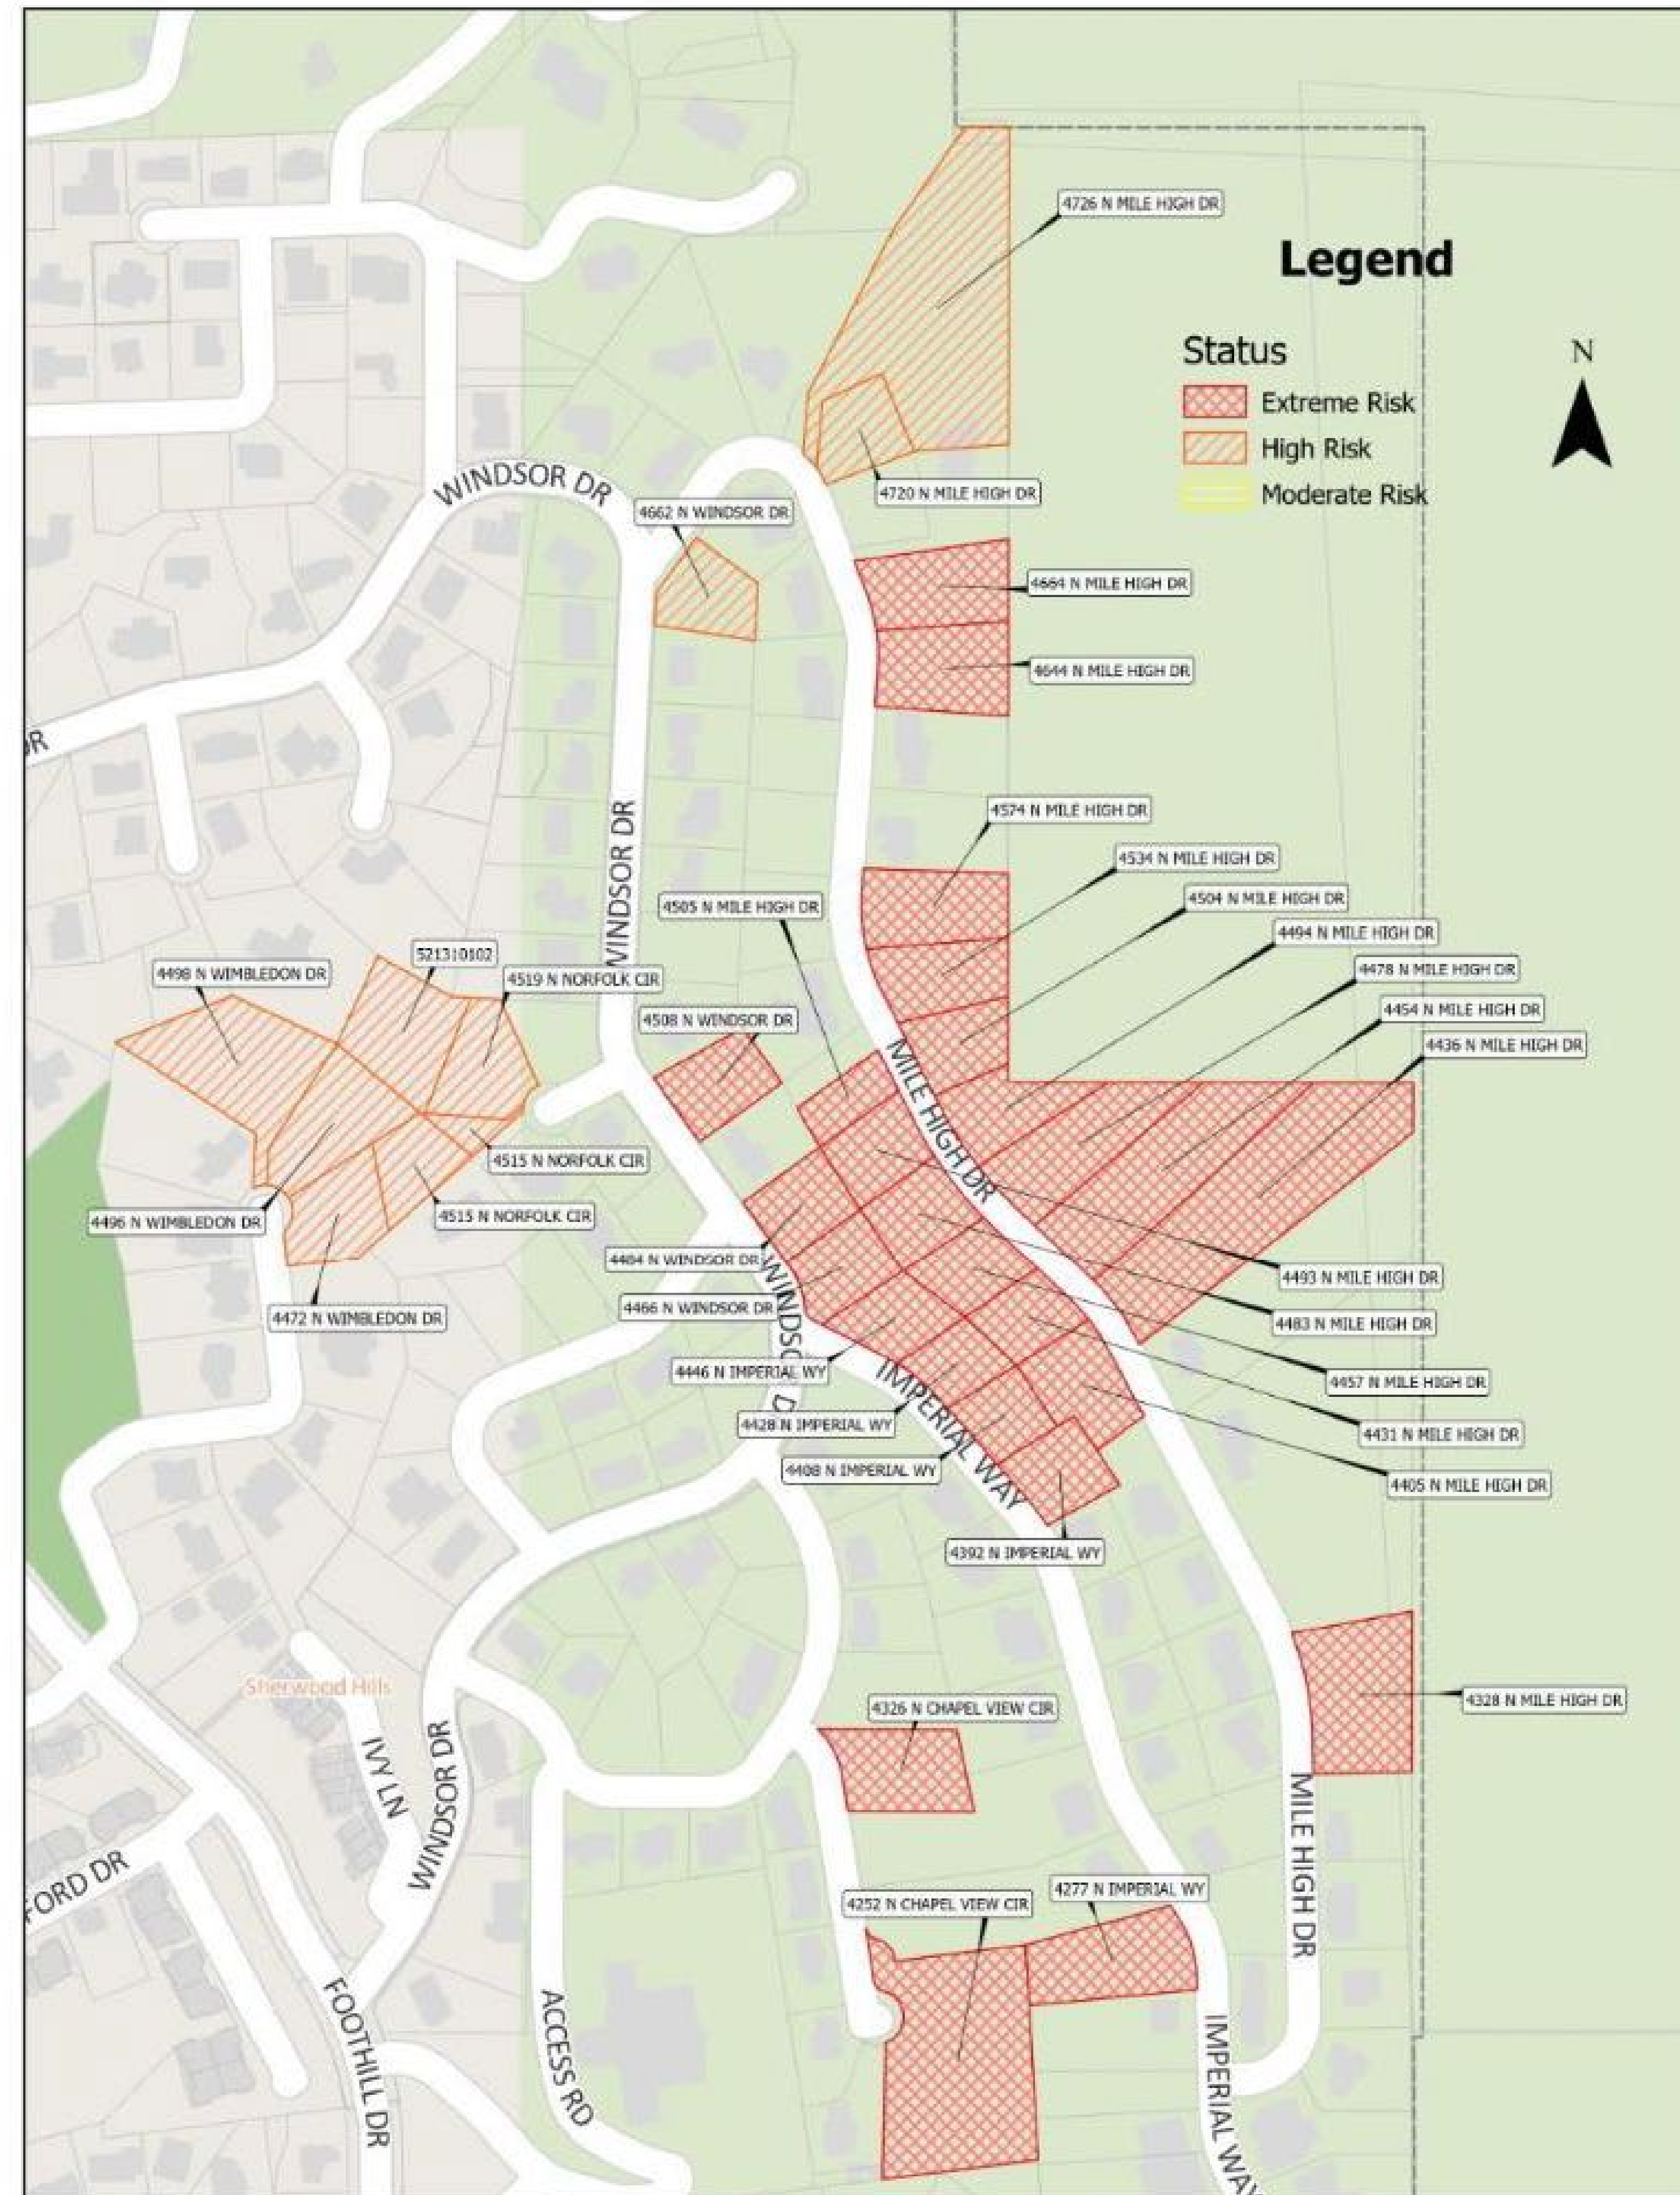 4726 N MILE HIGH DR
Legend
Status
N
Extreme Risk
High Risk
Moderate Risk
WINDSOR DR
4720 N MILE HIGH DR
4662 N WINDSOR DR
4664 N MILE HIGH DR
4644 N MILE HIGH DR
DR
4574 N MILE HIGH DR
WINDSOR DR
4534 N MILE HIGH DR
4505 N MILE HIGH DR
4504 N MILE HIGH DR
4494 N MILE HIGH DR
521310102
4498 N WIMBLEDON DR
4519 N NORFOLK CIR
4478 N MILE HIGH DR
4508 N WINDSOR DR
4454 N MILE HIGH DR
4436 N MILE HIGH DR
MILE HIGH DR
4515 N NORFOLK CIR
4496 N WIMBLEDON DR
4515 N NORFOLK CIR
4484 N WINDSOR DR
4493 N MILE HIGH DR
4466 N WINDSOR DR
WINDSO
D
4472 N WIMBLEDON DR
4483 N MILE HIGH DR
4446 N IMPERIAL WY
4457 N MILE HIGH DR
IMPERIAL WAY
4428 N IMPERIAL WY
4431 N MILE HIGH DR
4408 N IMPERIAL WY
4405 N MILE HIGH DR
4392 N IMPERIAL WY
Sherwood Hills
4326 N CHAPEL VIEW CIR
4328 N MILE HIGH DR
IVY LN
WINDSOR DR
MILE HIGH DR
FORD DR
4277 N IMPERIAL WY
4252 N CHAPEL VIEW CIR
FOOTHILL DR
ACCESS RD
IMPERIAL WAY